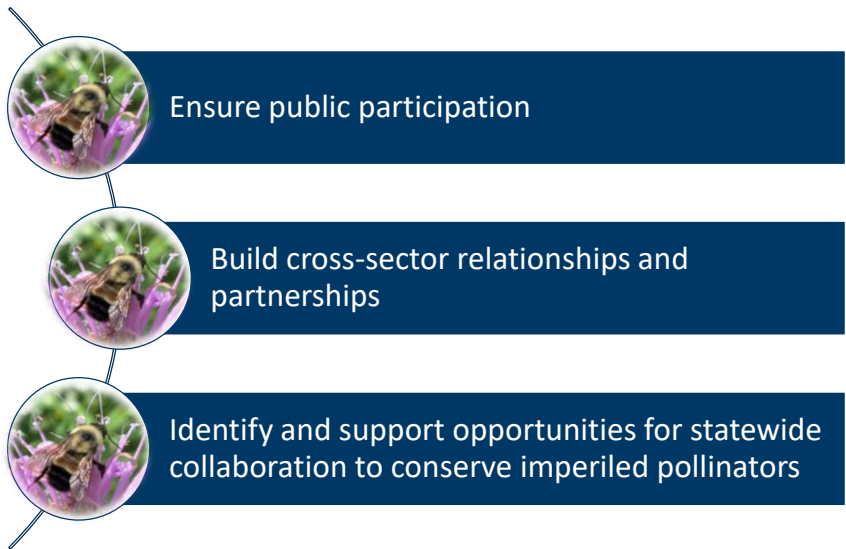 Ensure public participation
Build cross-sector relationships and
partnerships
Identify and support opportunities for statewide
collaboration to conserve imperiled pollinators